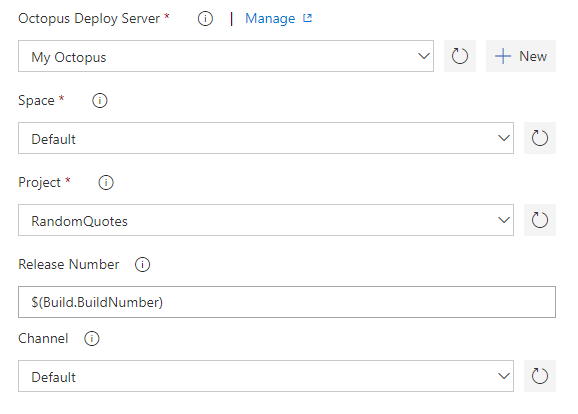 Octopus Deploy Server * | Manage
My Octopus New
Space *
Default
Project *
RandomQuotes
Release Number
$(Build.BuildNumber)
Channel
Default